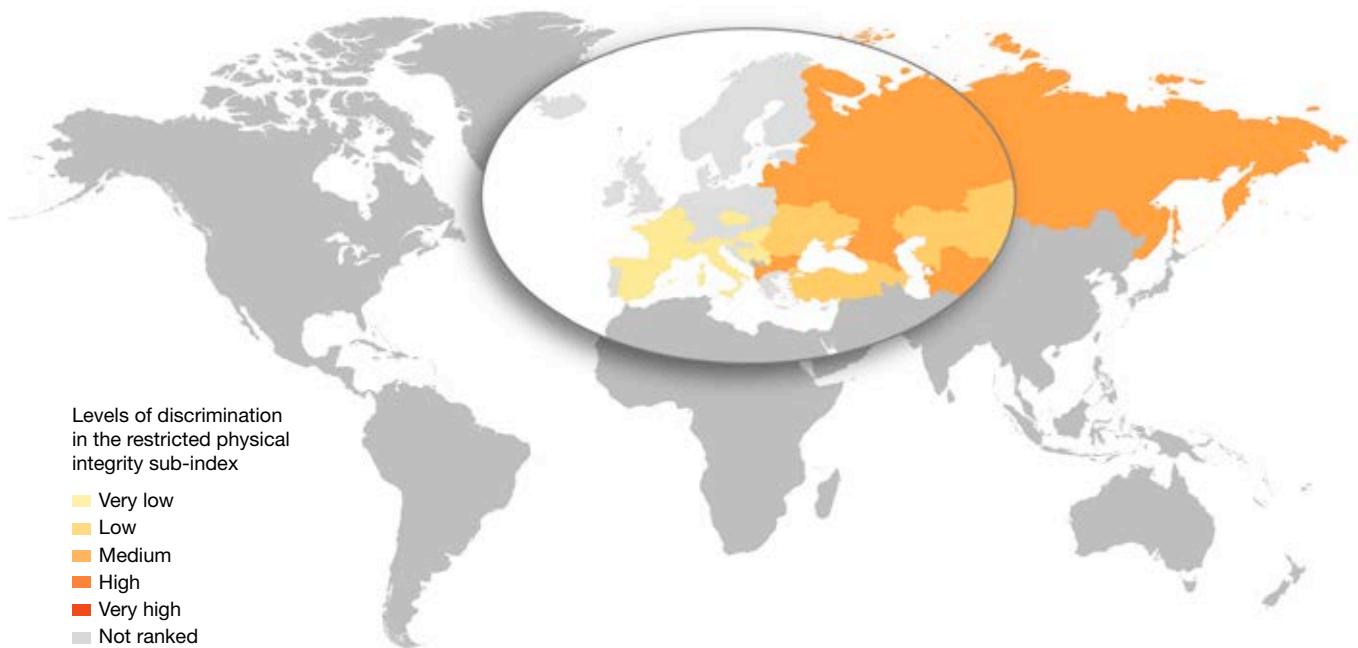 Levels of discrimination
in the restricted physical
integrity sub-index
Very low
Low
Medium
High
Very high
Not ranked